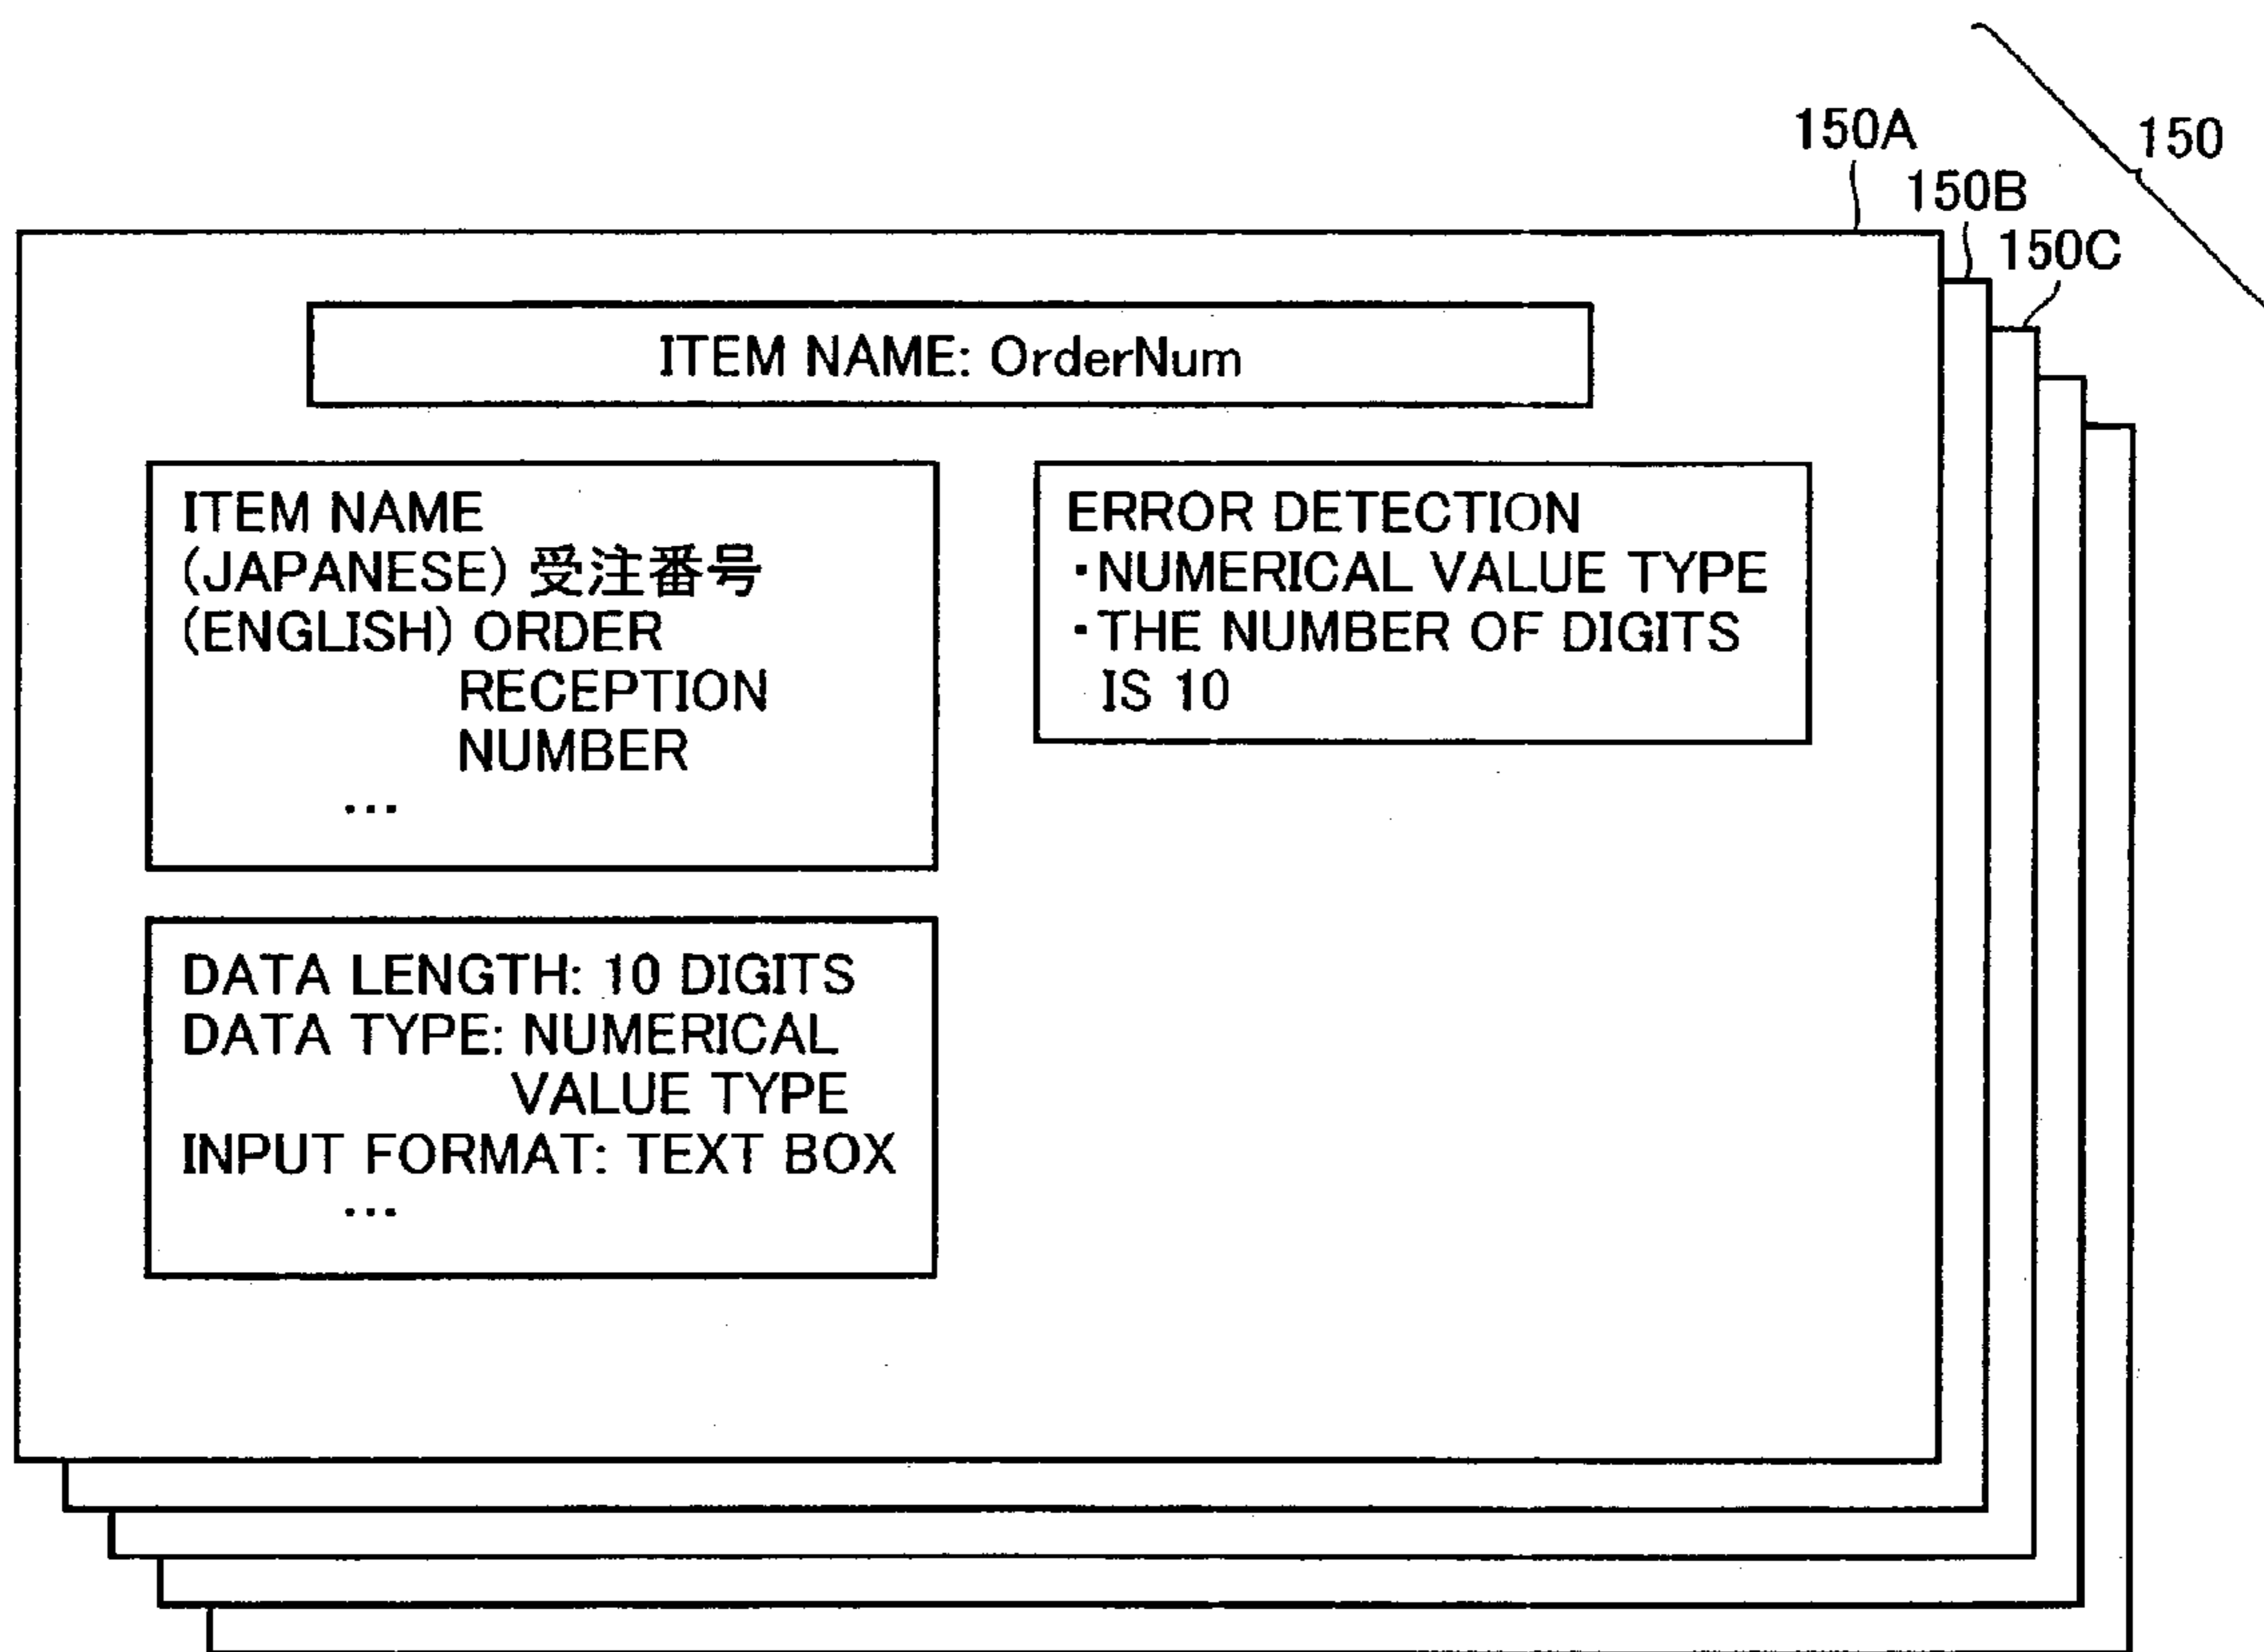 150A
150
150B
150C
ITEM NAME: OrderNum
ITEM NAME
(JAPANESE) 受注番号
(ENGLISH) ORDER
RECEPTION
NUMBER
...
ERROR DETECTION
・NUMERICAL VALUE TYPE
・THE NUMBER OF DIGITS
IS 10
DATA LENGTH: 10 DIGITS
DATA TYPE: NUMERICAL
VALUE TYPE
INPUT FORMAT: TEXT BOX
...